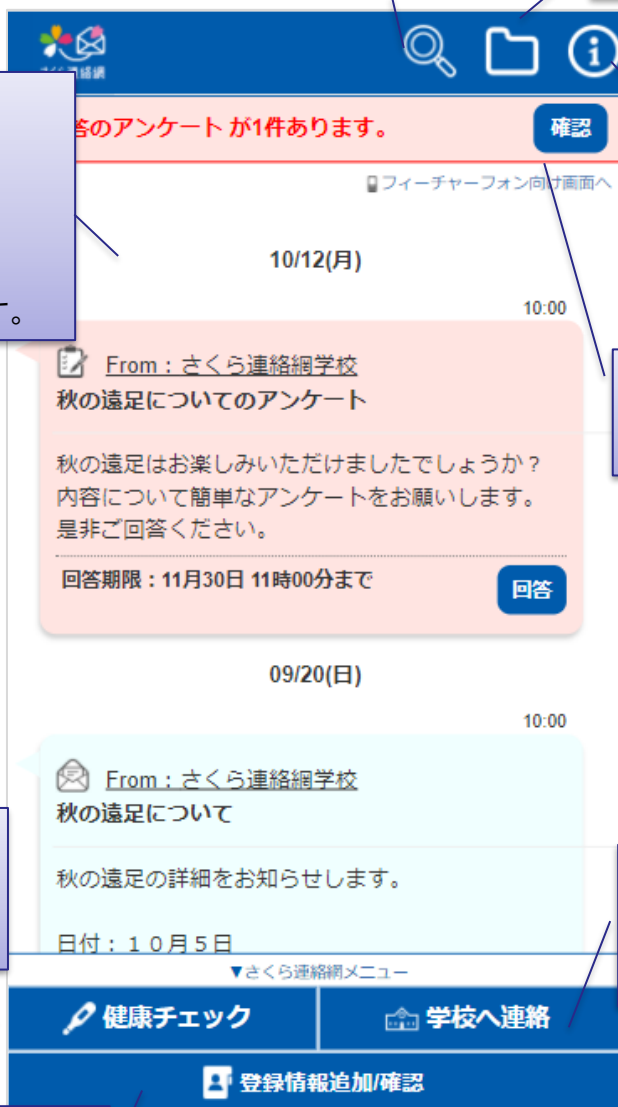 さくら連絡網
答のアンケート が1件あります。
確認
フィーチャーフォン向け画面へ
す。
10/12(月)
10:00
From：さくら連絡網学校
秋の遠足についてのアンケート
秋の遠足はお楽しみいただけましたでしょうか？
内容について簡単なアンケートをお願いします。
是非ご回答ください。
回答期限：11月30日 11時00分まで
回答
09/20(日)
10:00
From：さくら連絡網学校
秋の遠足について
秋の遠足の詳細をお知らせします。
日付：１０月５日
▼さくら連絡網メニュー
健康チェック
学校へ連絡
登録情報追加/確認